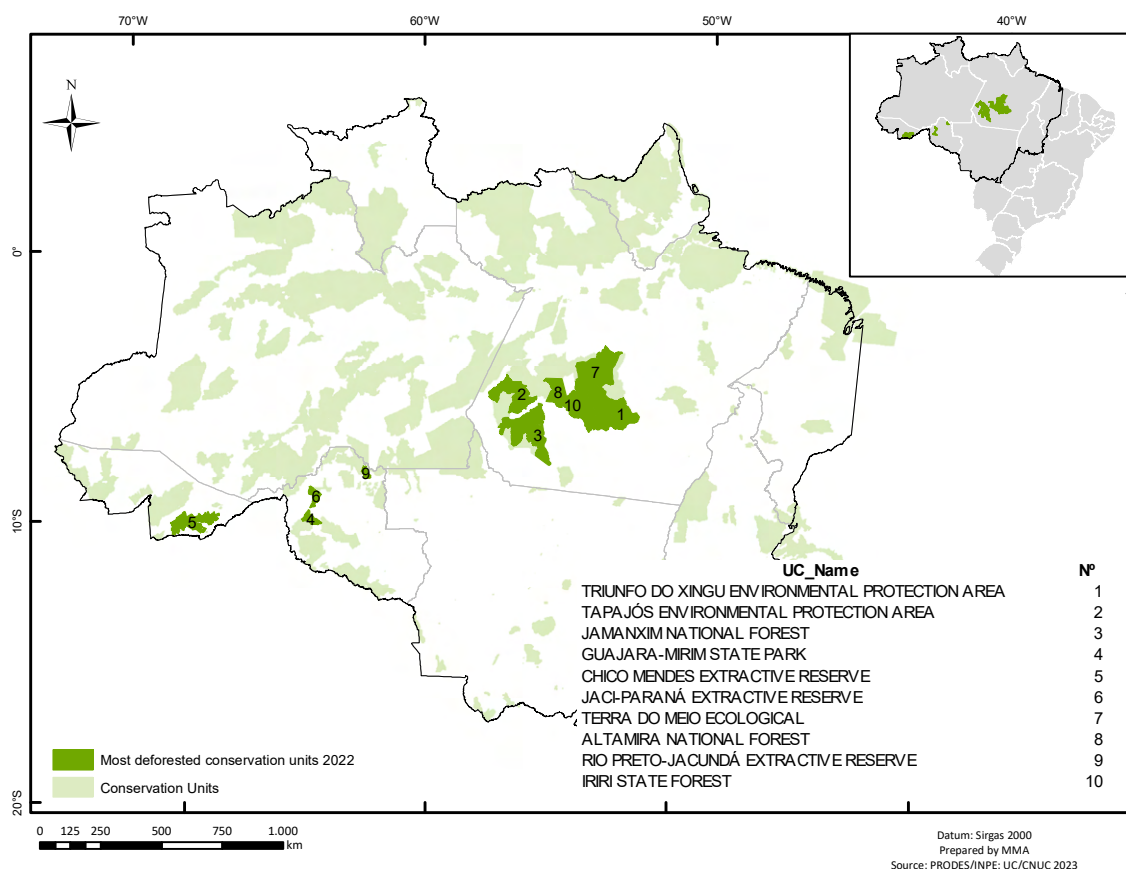 70°W 60°W 50°W 40°W
N
0°
7
8
2
10
1
3
9
6
10°S
5
4
UC_Name Nº
TRIUNFO DO XINGU ENVIRONMENTAL PROTECTION AREA 1
TAPAJÓS ENVIRONMENTAL PROTECTION AREA 2
JAMANXIM NATIONAL FOREST 3
GUAJARA-MIRIM STATE PARK 4
CHICO MENDES EXTRACTIVE RESERVE 5
JACI-PARANÁ EXTRACTIVE RESERVE 6
TERRA DO MEIO ECOLOGICAL 7
ALTAMIRA NATIONAL FOREST 8
RIO PRETO-JACUNDÁ EXTRACTIVE RESERVE 9
IRIRI STATE FOREST 10
Most deforested conservation units 2022
Conservation Units
20°S
0 125 250 500 750 1.000
km
Datum: Sirgas 2000
Prepared by MMA
Source: PRODES/INPE: UC/CNUC 2023